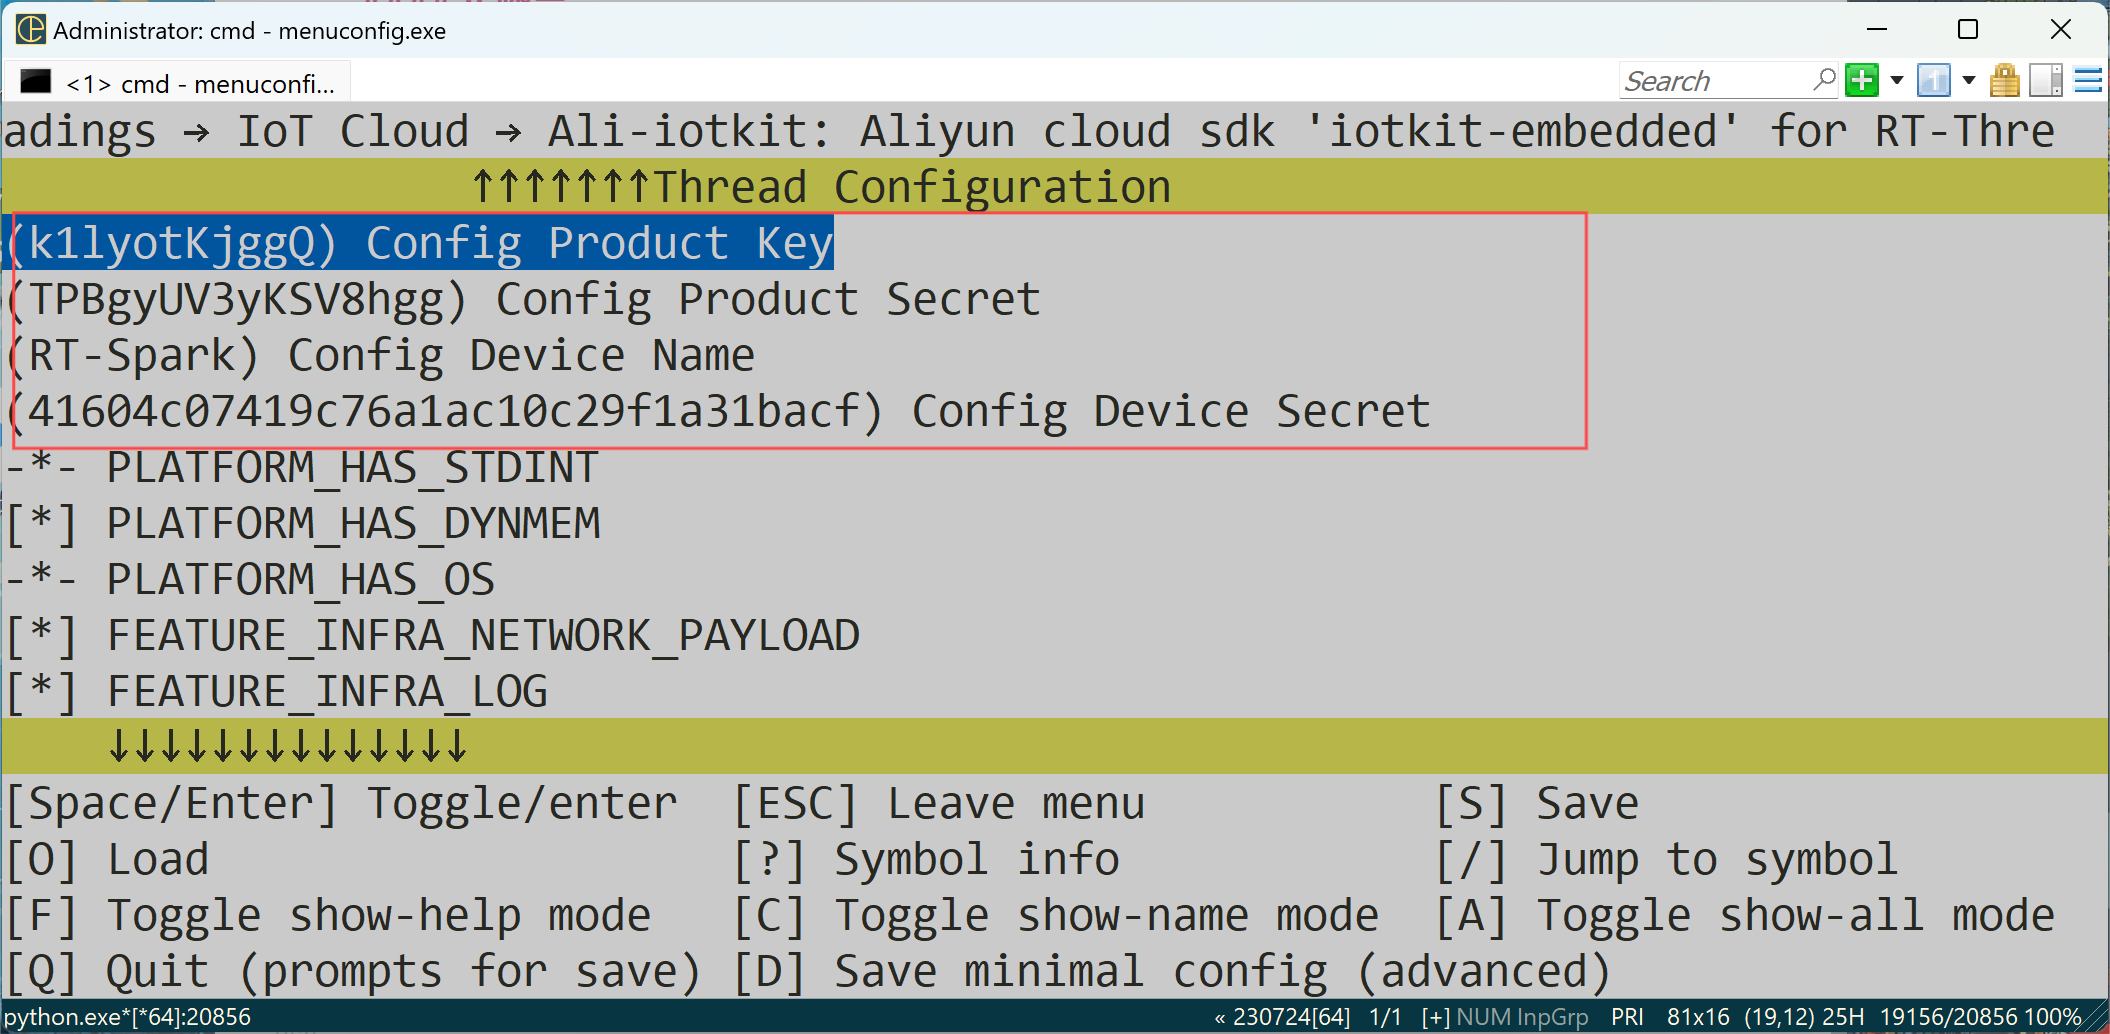 Administrator: cmd - menuconfig.exe
<1> cmd - menuconfi...
Search
adings → IoT Cloud → Ali-iotkit: Aliyun cloud sdk 'iotkit-embedded' for RT-Thre
↑↑↑↑↑↑↑Thread Configuration
(k1lyotKjggQ) Config Product Key
(TPBgyUV3yKSV8hgg) Config Product Secret
(RT-Spark) Config Device Name
(41604c07419c76a1ac10c29f1a31bacf) Config Device Secret
-*- PLATFORM_HAS_STDINT
[*] PLATFORM_HAS_DYNMEM
-*- PLATFORM_HAS_OS
[*] FEATURE_INFRA_NETWORK_PAYLOAD
[*] FEATURE_INFRA_LOG
↓↓↓↓↓↓↓↓↓↓↓↓↓↓
[Space/Enter] Toggle/enter [ESC] Leave menu [S] Save
[O] Load [?] Symbol info [/] Jump to symbol
[F] Toggle show-help mode [C] Toggle show-name mode [A] Toggle show-all mode
[Q] Quit (prompts for save) [D] Save minimal config (advanced)
python.exe*[*64]:20856 « 230724[64] 1/1 [+] NUM InpGrp PRI 81x16 (19,12) 25H 19156/20856 100%